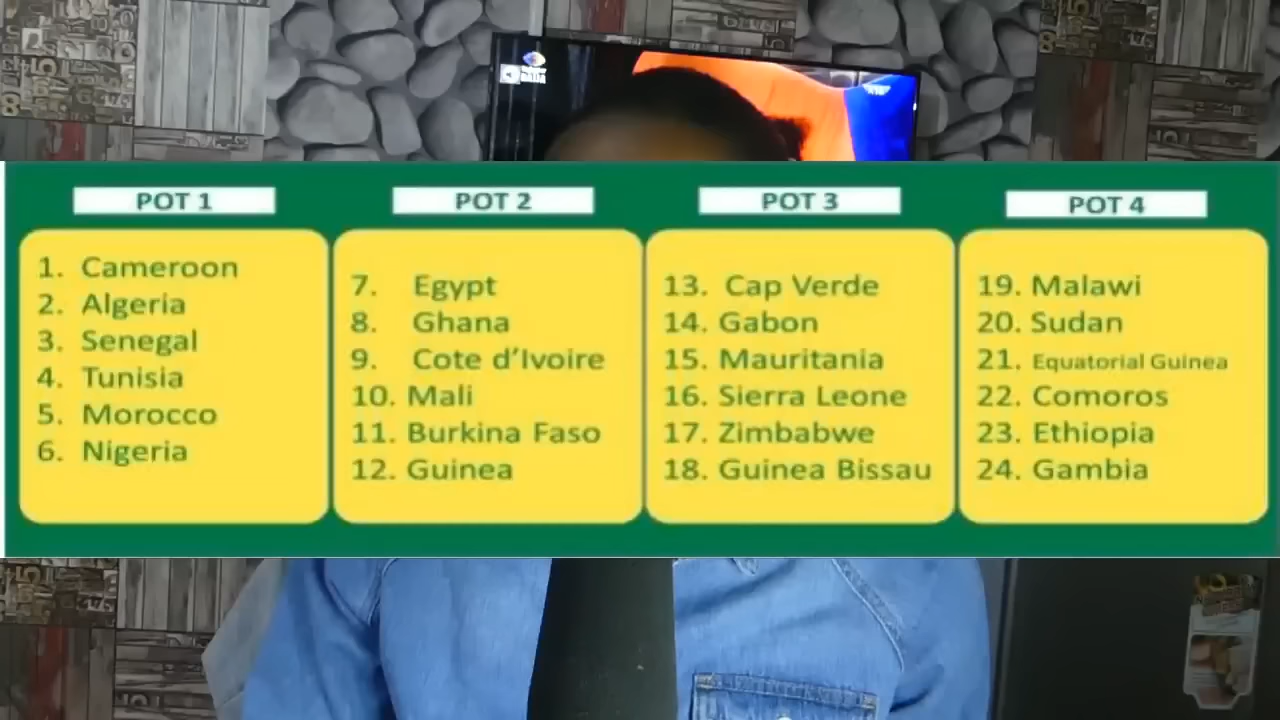 POT 1
1. Cameroon
2. Algeria
3. Senegal
4. Tunisia
5. Morocco
6. Nigeria
POT 2
7. Egypt
8. Ghana
9. Cote d’Ivoire
10. Mali
11. Burkina Faso
12. Guinea
POT 3
13. Cap Verde
14. Gabon
15. Mauritania
16. Sierra Leone
17. Zimbabwe
18. Guinea Bissau
POT 4
19. Malawi
20. Sudan
21. Equatorial Guinea
22. Comoros
23. Ethiopia
24. Gambia